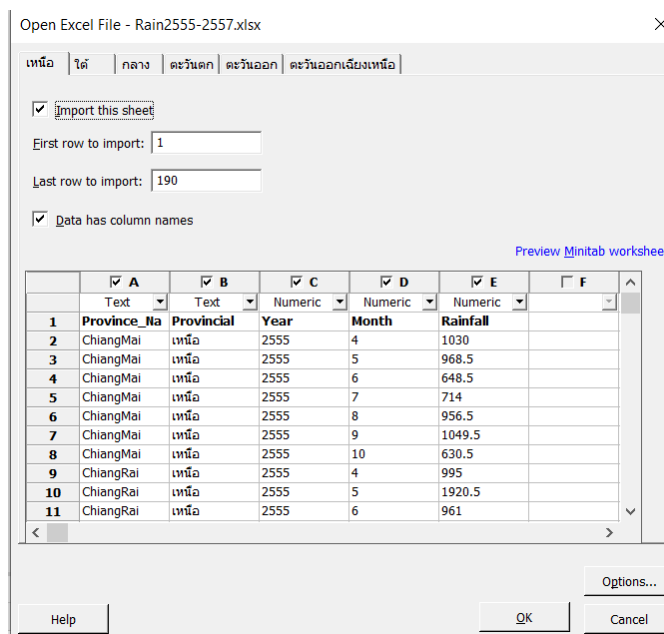 Open Excel File - Rain2555-2557.xlsx
เหนือ ใต้ กลาง ตะวันตก ตะวันออก ตะวันออกเฉียงเหนือ
Import this sheet
First row to import: 1
Last row to import: 190
Data has column names
Preview Minitab workshee
A B C D E F
Text Text Numeric Numeric Numeric
1 Province_Na Provincial Year Month Rainfall
2 ChiangMai เหนือ 2555 4 1030
3 ChiangMai เหนือ 2555 5 968.5
4 ChiangMai เหนือ 2555 6 648.5
5 ChiangMai เหนือ 2555 7 714
6 ChiangMai เหนือ 2555 8 956.5
7 ChiangMai เหนือ 2555 9 1049.5
8 ChiangMai เหนือ 2555 10 630.5
9 ChiangRai เหนือ 2555 4 995
10 ChiangRai เหนือ 2555 5 1920.5
11 ChiangRai เหนือ 2555 6 961
Options...
Help OK Cancel